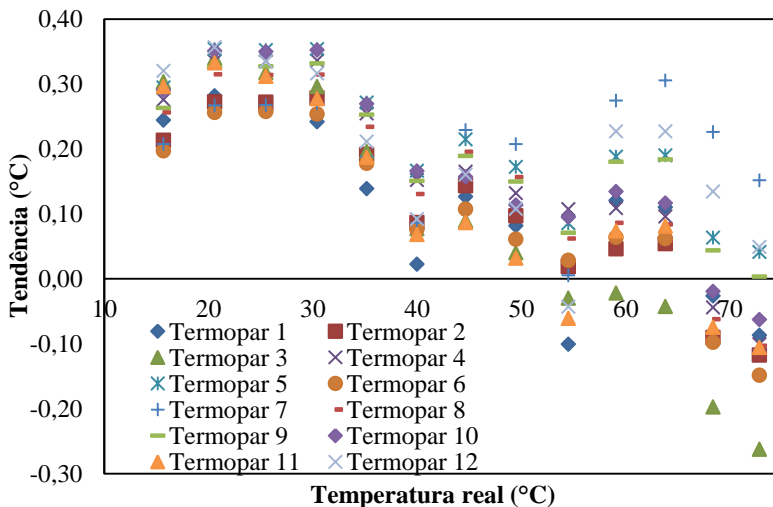 0,40
0,30
0,20
0,10
0,00
-0,10
-0,20
-0,30
Tendência (°C)
10 20 30 40 50 60 70
Termopar 1 Termopar 2
Termopar 3 Termopar 4
Termopar 5 Termopar 6
Termopar 7 Termopar 8
Termopar 9 Termopar 10
Termopar 11 Termopar 12
Temperatura real (°C)